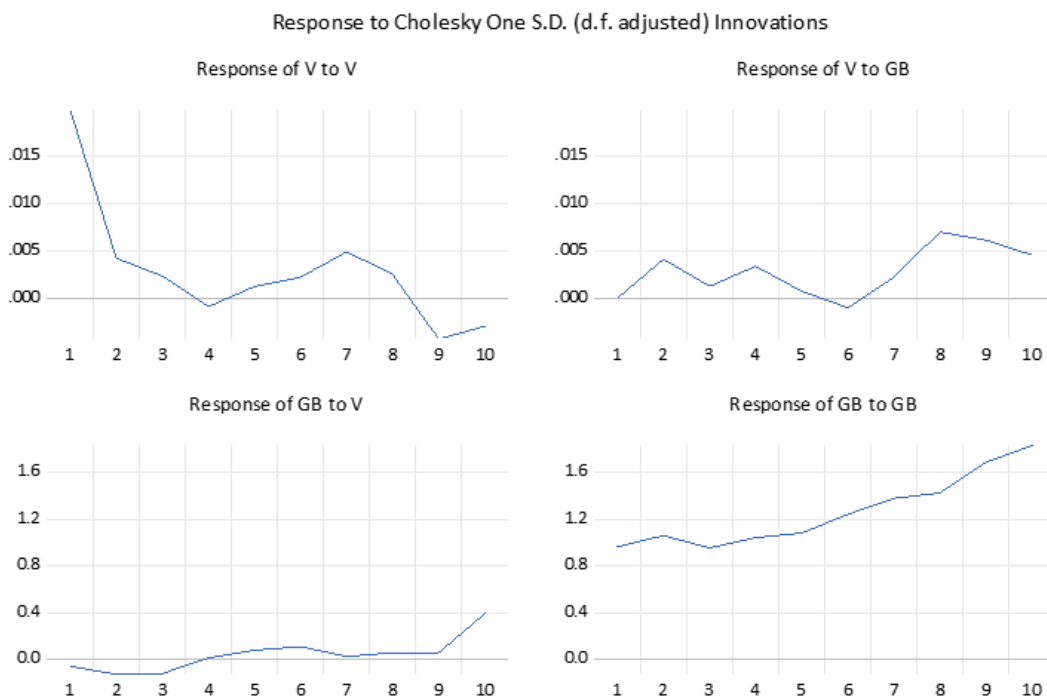 Response to Cholesky One S.D. (d.f. adjusted) Innovations
Response of V to V
.015
.010
.005
.000
1 2 3 4 5 6 7 8 9 10
Response of V to GB
.015
.010
.005
.000
1 2 3 4 5 6 7 8 9 10
Response of GB to V
1.6
1.2
0.8
0.4
0.0
1 2 3 4 5 6 7 8 9 10
Response of GB to GB
1.6
1.2
0.8
0.4
0.0
1 2 3 4 5 6 7 8 9 10